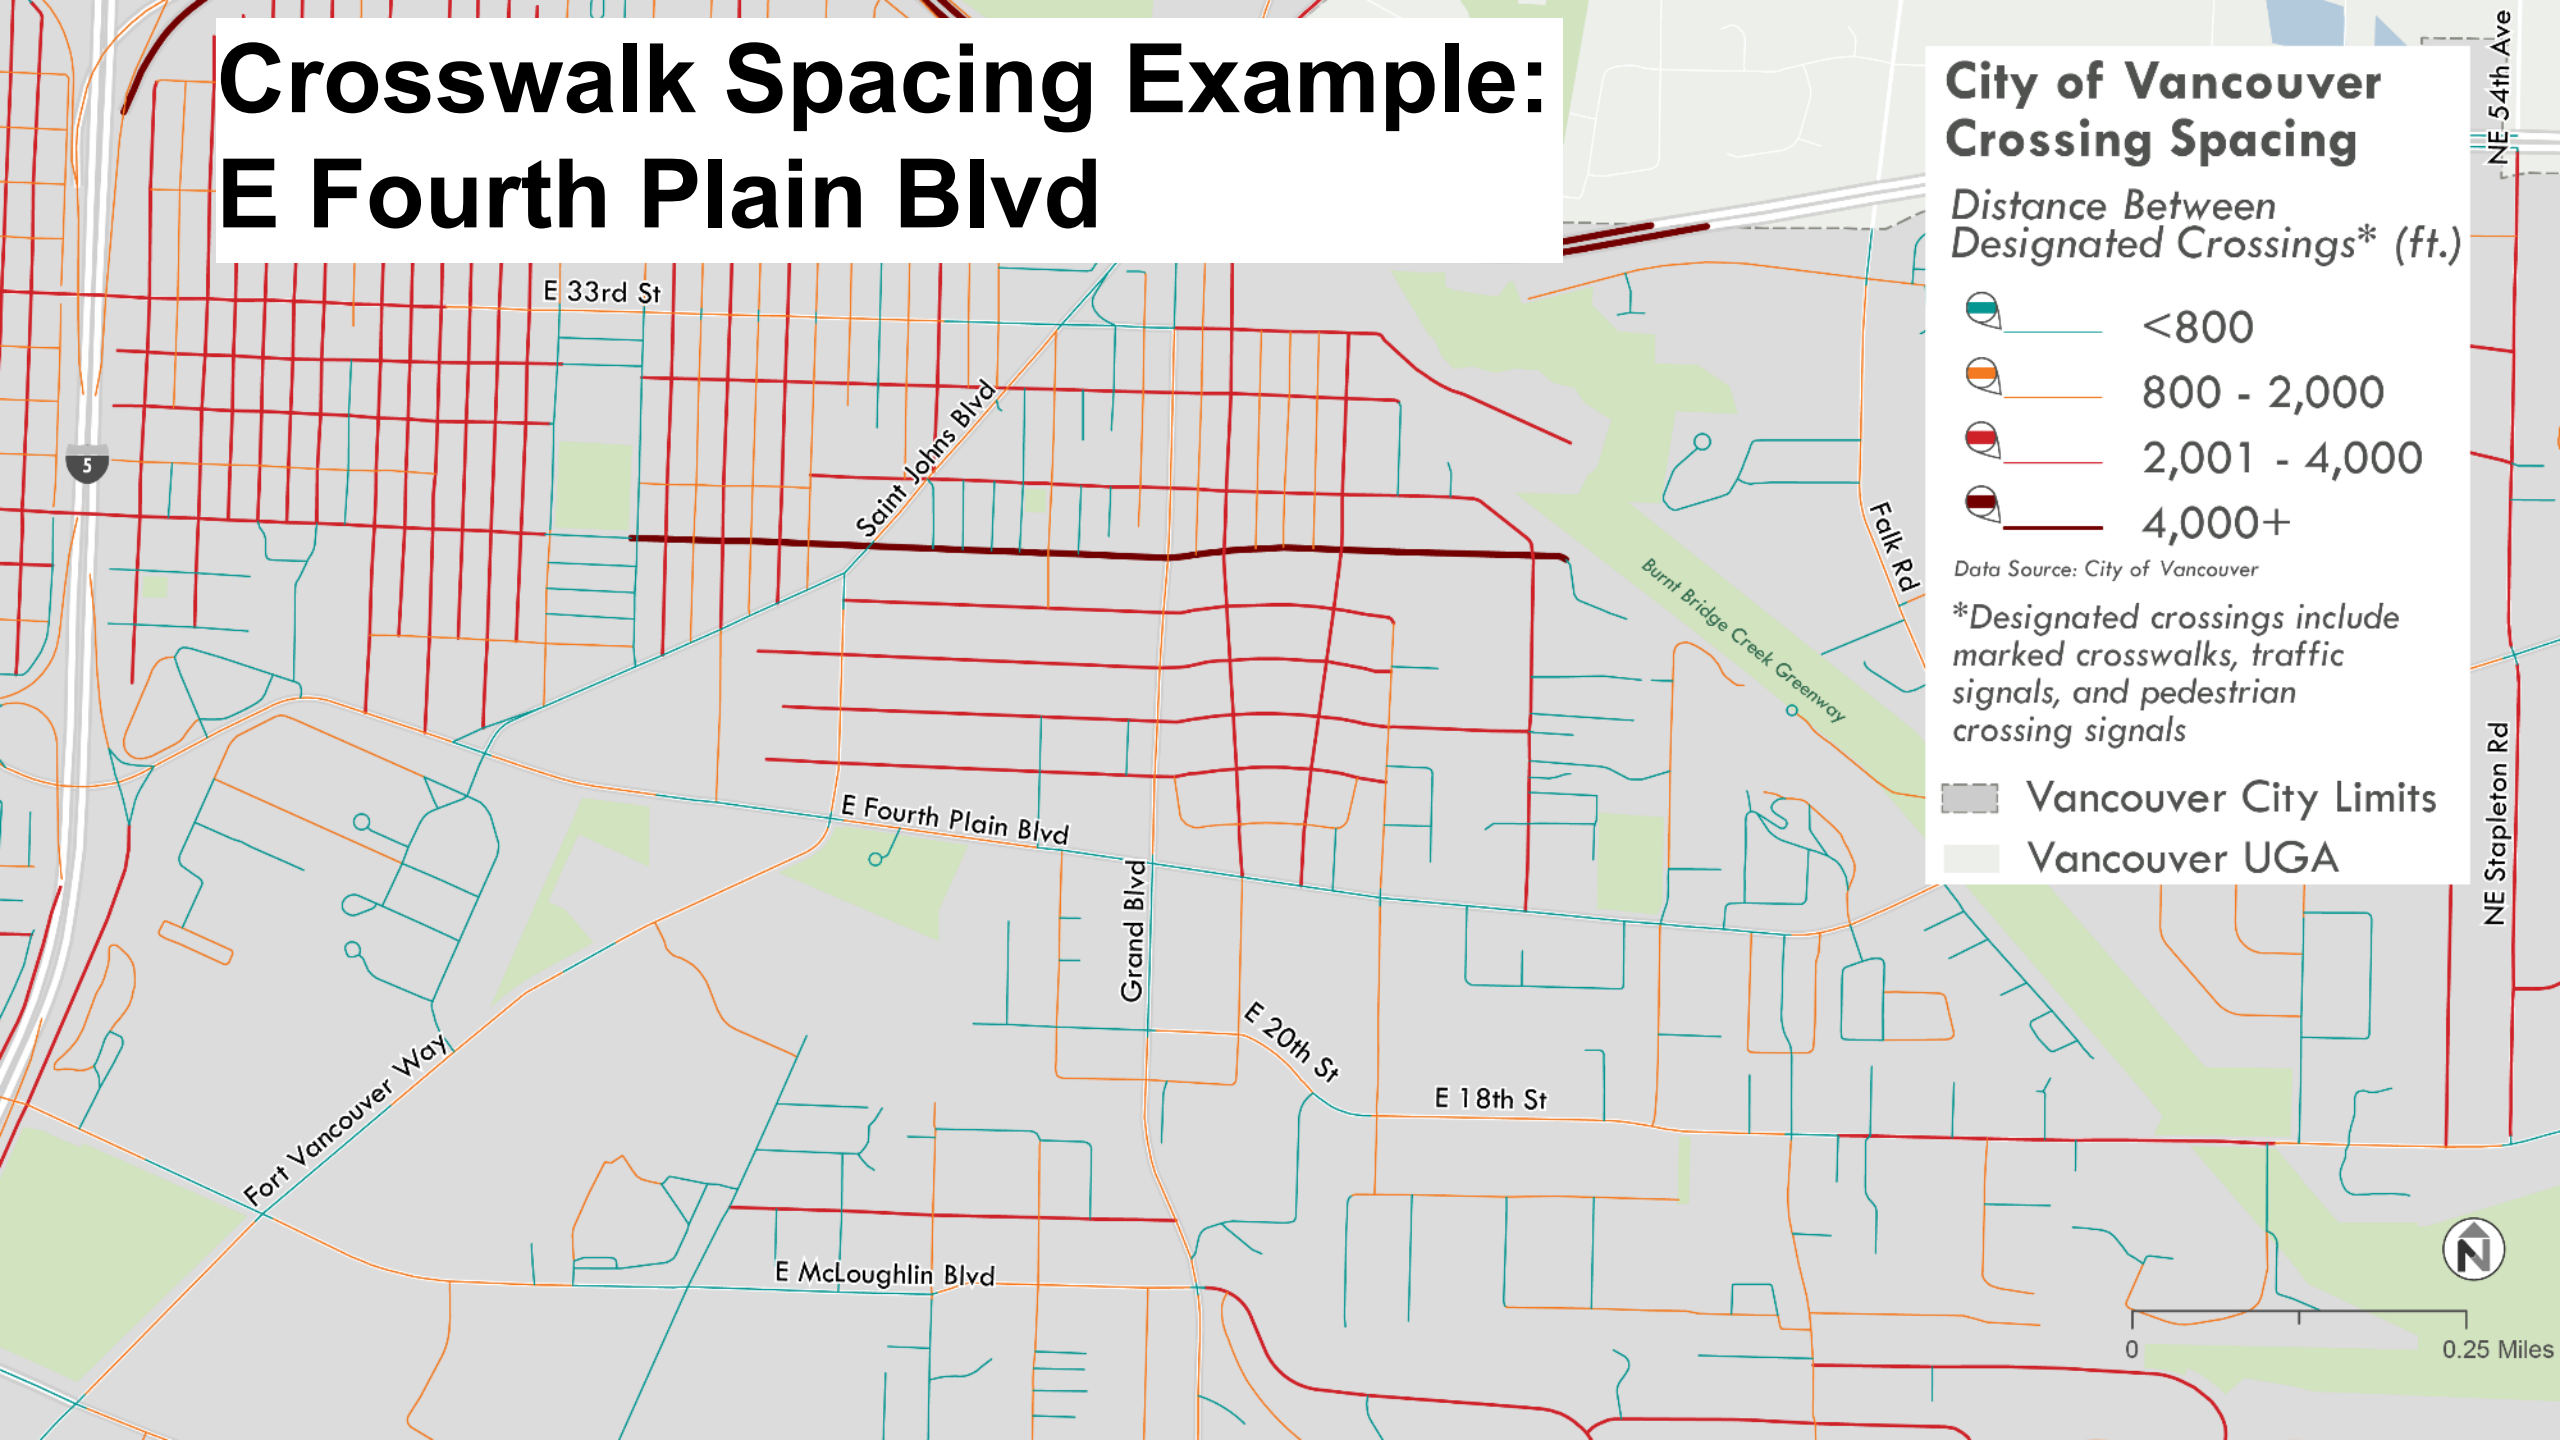 Crosswalk Spacing Example:
E Fourth Plain Blvd
City of Vancouver
Crossing Spacing
Distance Between
Designated Crossings* (ft.)
<800
800 - 2,000
2,001 - 4,000
4,000+
Data Source: City of Vancouver
*Designated crossings include
marked crosswalks, traffic
signals, and pedestrian
crossing signals
Vancouver City Limits
Vancouver UGA
NE 54th Ave
E 33rd St
Saint Johns Blvd
5
Falk Rd
Burnt Bridge Creek Greenway
NE Stapleton Rd
E Fourth Plain Blvd
Grand Blvd
E 20th St
E 18th St
Fort Vancouver Way
E McLoughlin Blvd
N
0
0.25 Miles